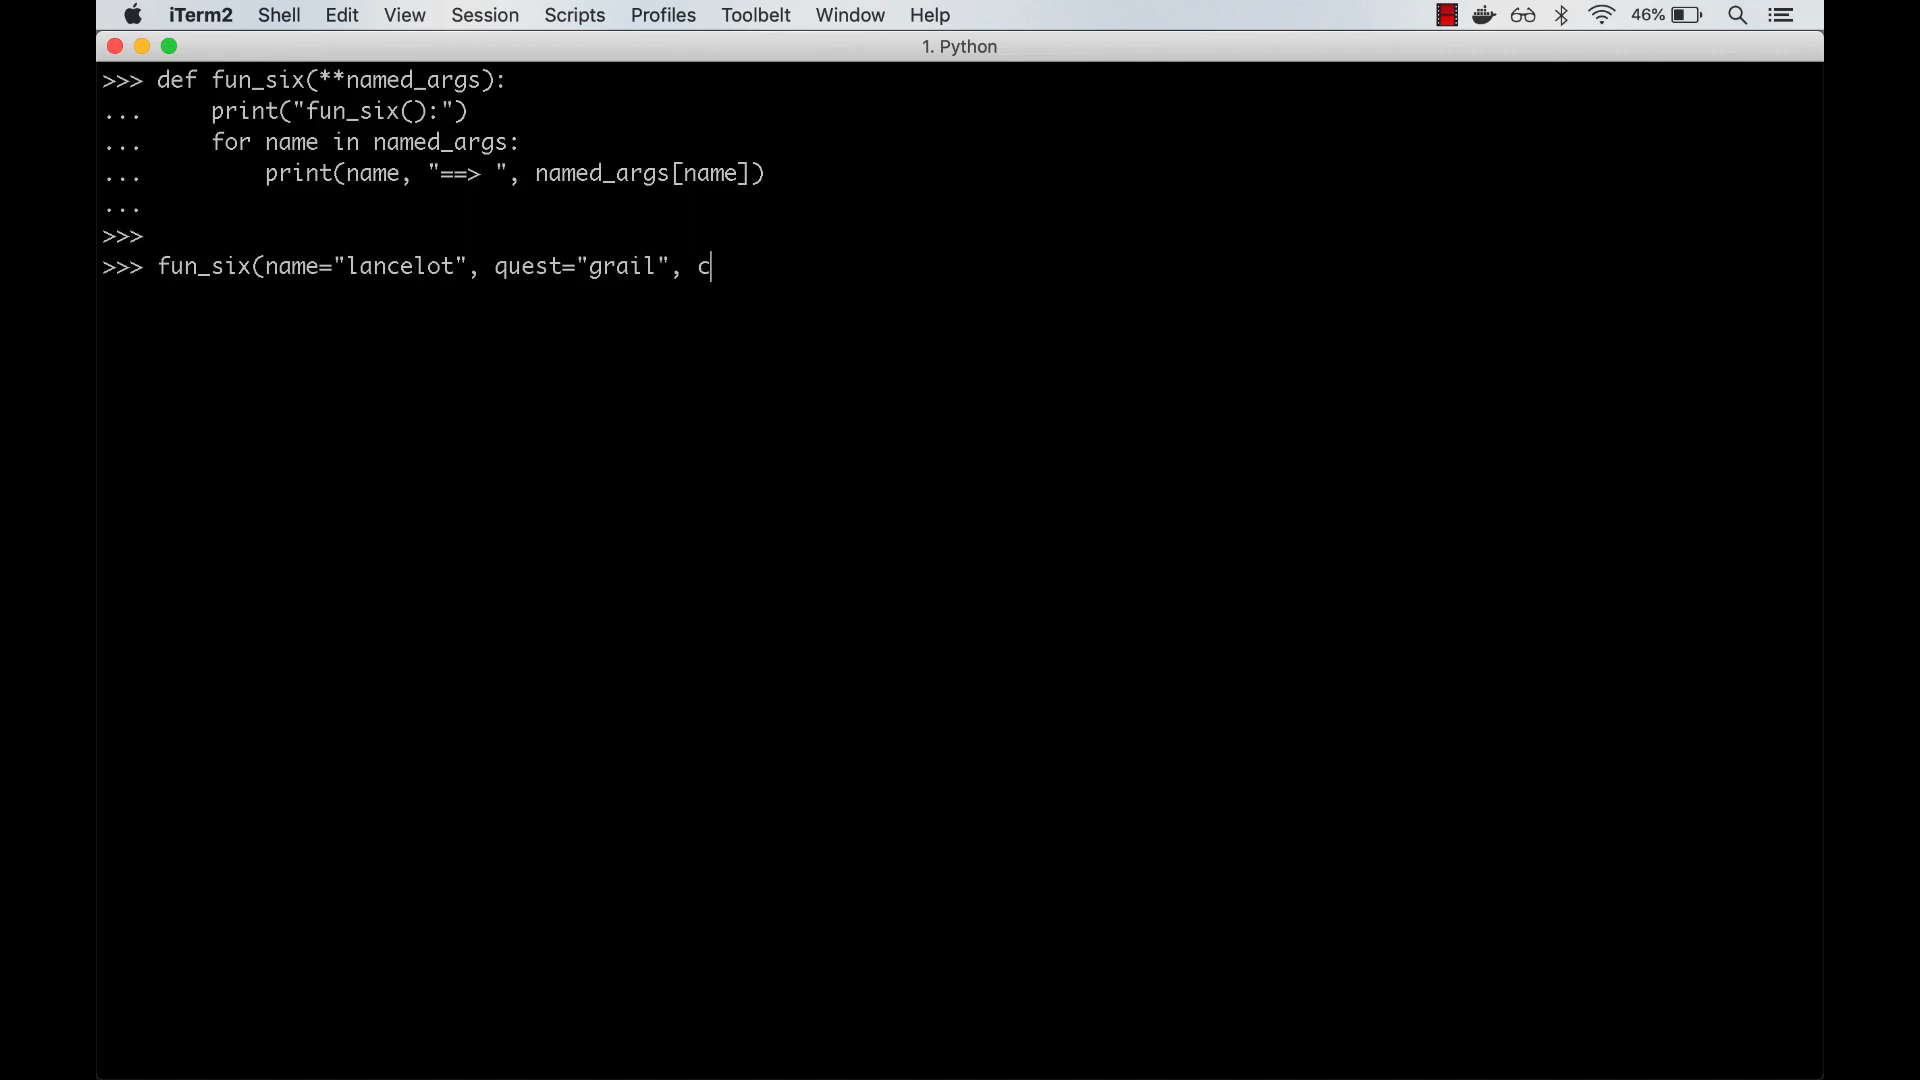 iTerm2 Shell Edit View Session Scripts Profiles Toolbelt Window Help 46%
1. Python
>>> def fun_six(**named_args):
...     print("fun_six():")
...     for name in named_args:
...         print(name, "==> ", named_args[name])
...
>>>
>>> fun_six(name="lancelot", quest="grail", c